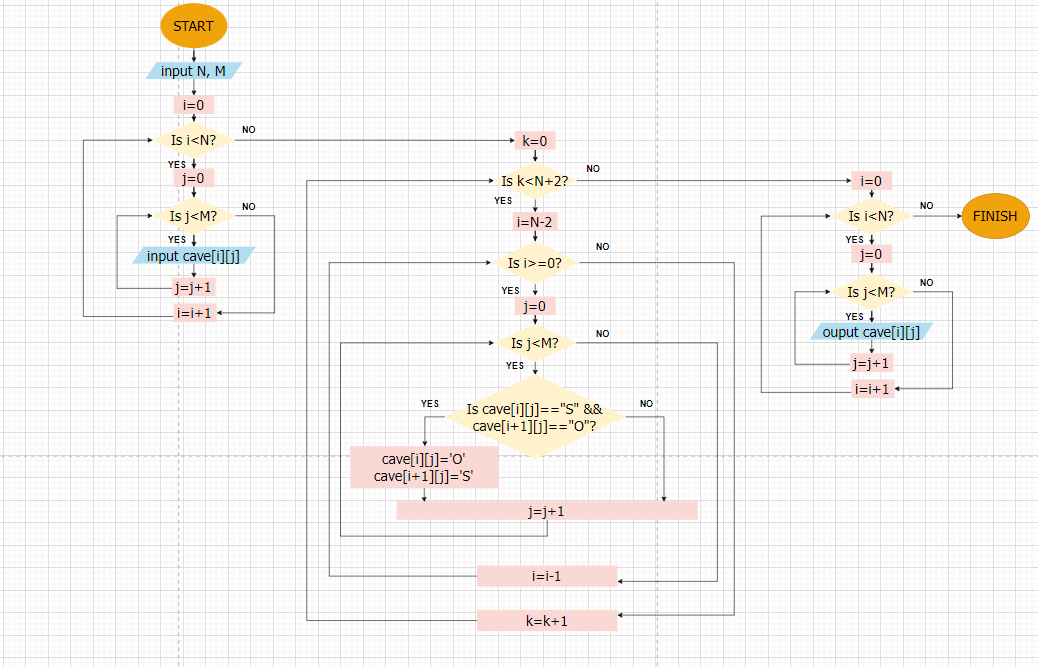 START
input N, M
i=0
Is i<N?
NO
YES
j=0
Is j<M?
NO
YES
input cave[i][j]
j=j+1
i=i+1
k=0
Is k<N+2?
NO
YES
i=N-2
Is i>=0?
NO
YES
j=0
Is j<M?
NO
YES
Is cave[i][j]=="S" &&
cave[i+1][j]=="O"?
YES
NO
cave[i][j]='O'
cave[i+1][j]='S'
j=j+1
i=i-1
k=k+1
i=0
Is i<N?
NO
FINISH
YES
j=0
Is j<M?
NO
YES
ouput cave[i][j]
j=j+1
i=i+1